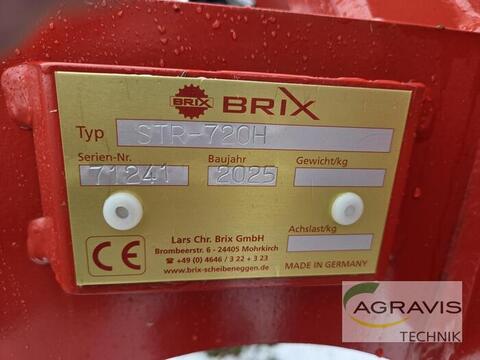 BRIX BRIX
Typ STR-720H
Serien-Nr. Baujahr Gewicht/kg
71241 2025
Achslast/kg
Lars Chr. Brix GmbH
Brombeerstr. 6 - 24405 Mohrkirch
☎ +49 (0) 4646 / 3 22 + 3 23
www.brix-scheibeneggen.de
CE
MADE IN GERMANY
AGRAVIS
TECHNIK